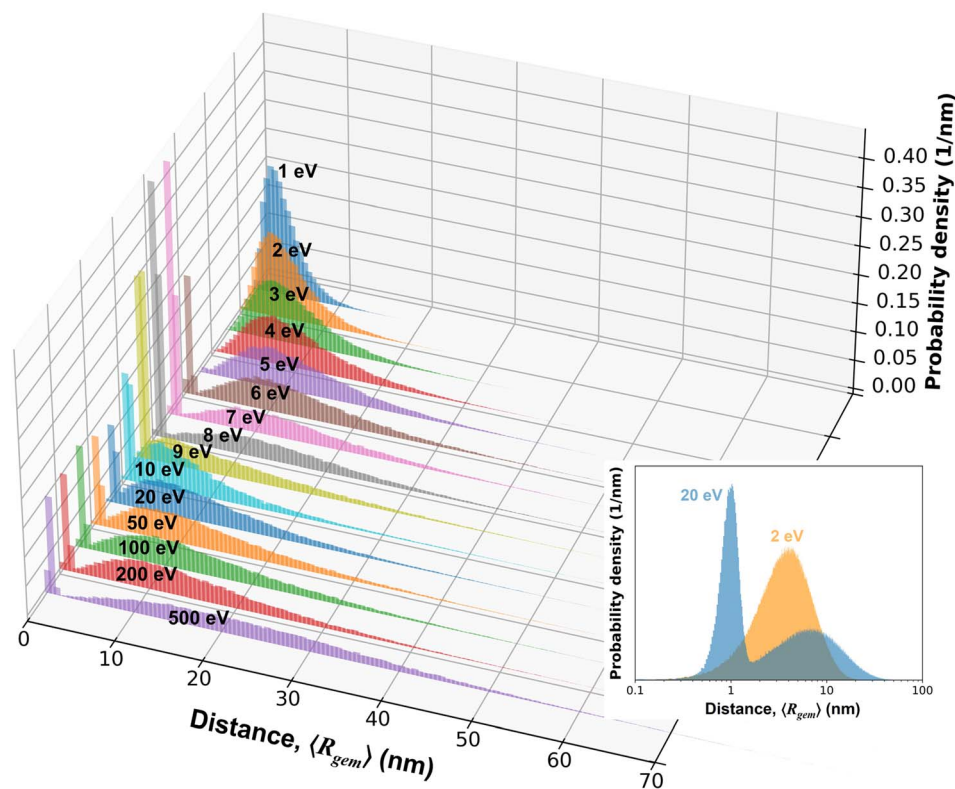 1 eV
2 eV
3 eV
4 eV
5 eV
6 eV
7 eV
8 eV
9 eV
10 eV
20 eV
50 eV
100 eV
200 eV
500 eV
0.40
0.35
0.30
0.25
0.20
0.15
0.10
0.05
0.00
Probability density (1/nm)
0
10
20
30
40
50
60
70
Distance, ⟨R_gem⟩ (nm)
20 eV
2 eV
Probability density (1/nm)
0.1
1
10
100
Distance, ⟨R_gem⟩ (nm)